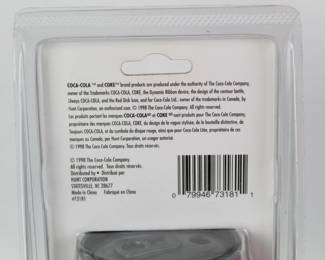 COCA-COLA ™ and COKE ™ brand products are produced under the authority of The Coca-Cola Company,
owner of the Trademarks COCA-COLA, COKE, the Dynamic Ribbon device, the design of the contour bottle,
Always COCA-COLA, and the Red Disk Icon, and for Coca-Cola Ltd., owner of the trademarks in Canada, by
Hunt Corporation, an authorized user. © 1998 The Coca-Cola Company. All rights reserved.
Les produits portant les marques COCA-COLA et COKE sont produits pour The Coca-Cola Company,
propriétaire des marques COCA-COLA, COKE, du design de la vague stylisée, de la bouteille distinctive, de
Toujours COCA-COLA, et du symbole du disque rouge, ainsi que pour Coca-Cola Ltée, propriétaire des marques au Canada,
par Hunt Corporation, un usager autorisé.
© 1998 The Coca-Cola Company. Tous droits réservés.
© 1998 The Coca-Cola Company.
All rights reserved. Tous droits réservés.
Distributed by • Distribué par
HUNT CORPORATION
STATESVILLE, NC 28677
Made in China Fabriqué en China
#73181
0 79946 73181 1